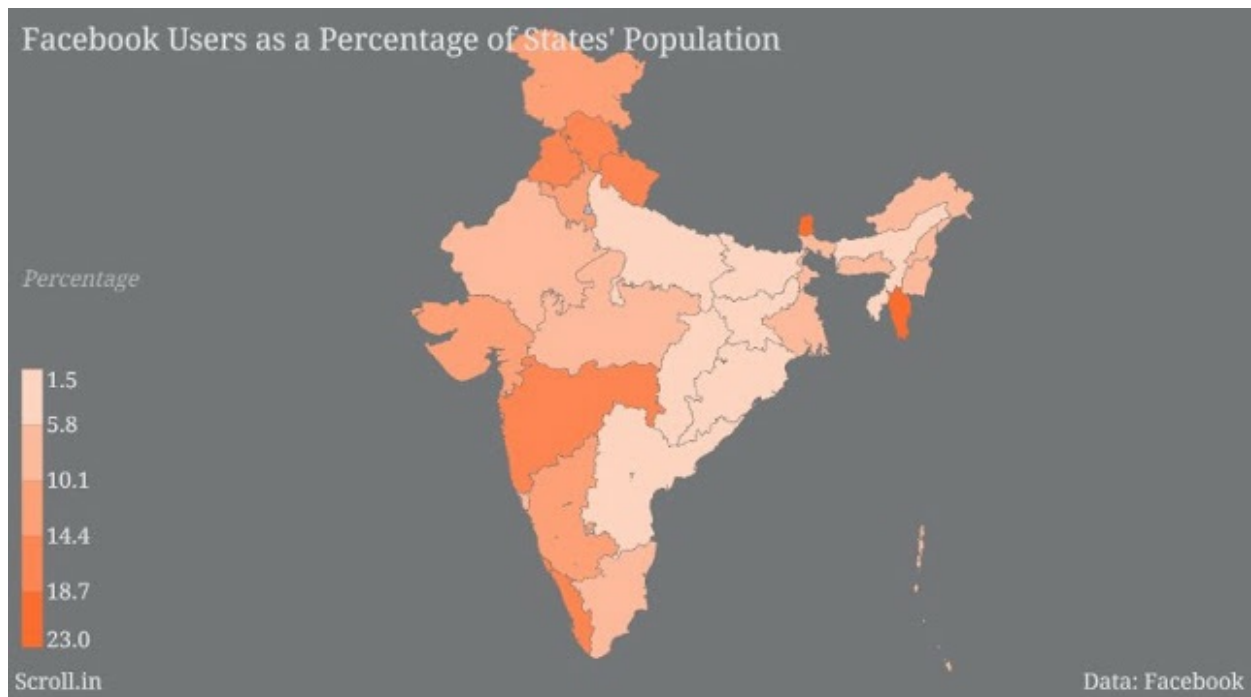 Facebook Users as a Percentage of States' Population
Percentage
1.5
5.8
10.1
14.4
18.7
23.0
Scroll.in
Data: Facebook